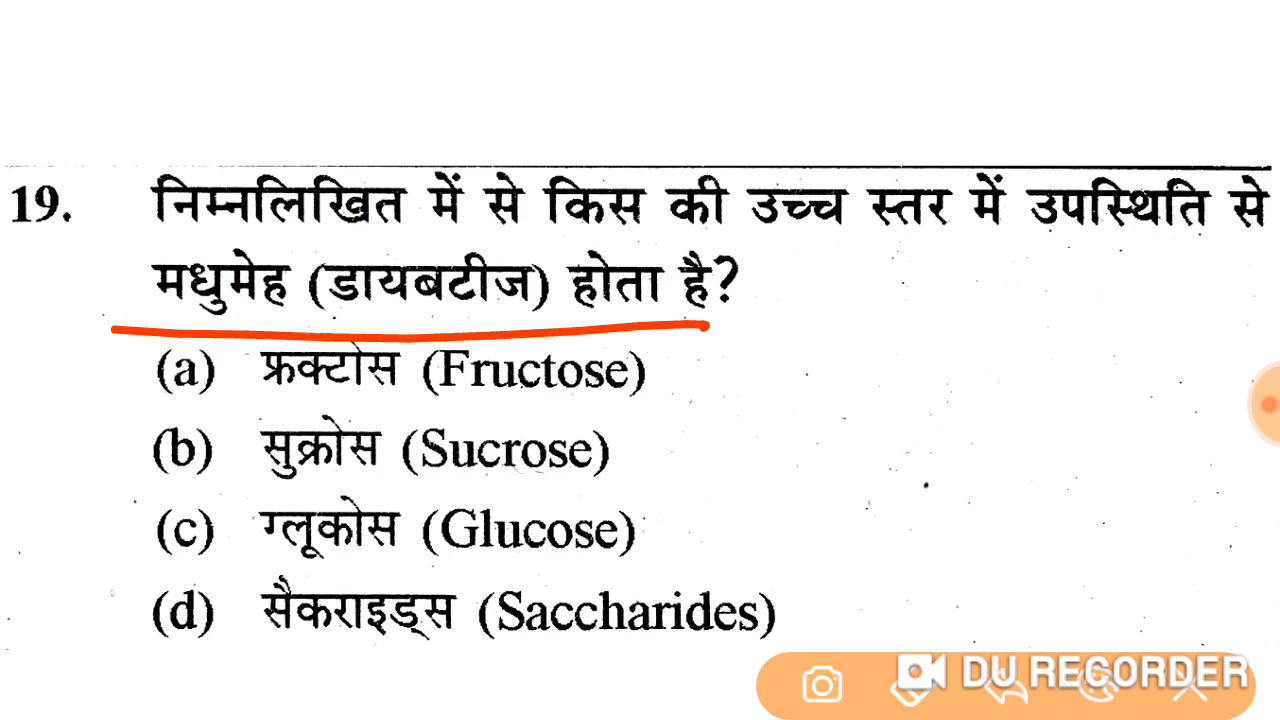 19. निम्नलिखित में से किस की उच्च स्तर में उपस्थिति से
मधुमेह (डायबटीज) होता है?
(a) फ्रक्टोस (Fructose)
(b) सुक्रोस (Sucrose)
(c) ग्लूकोस (Glucose)
(d) सैकराइड्स (Saccharides)
DU RECORDER